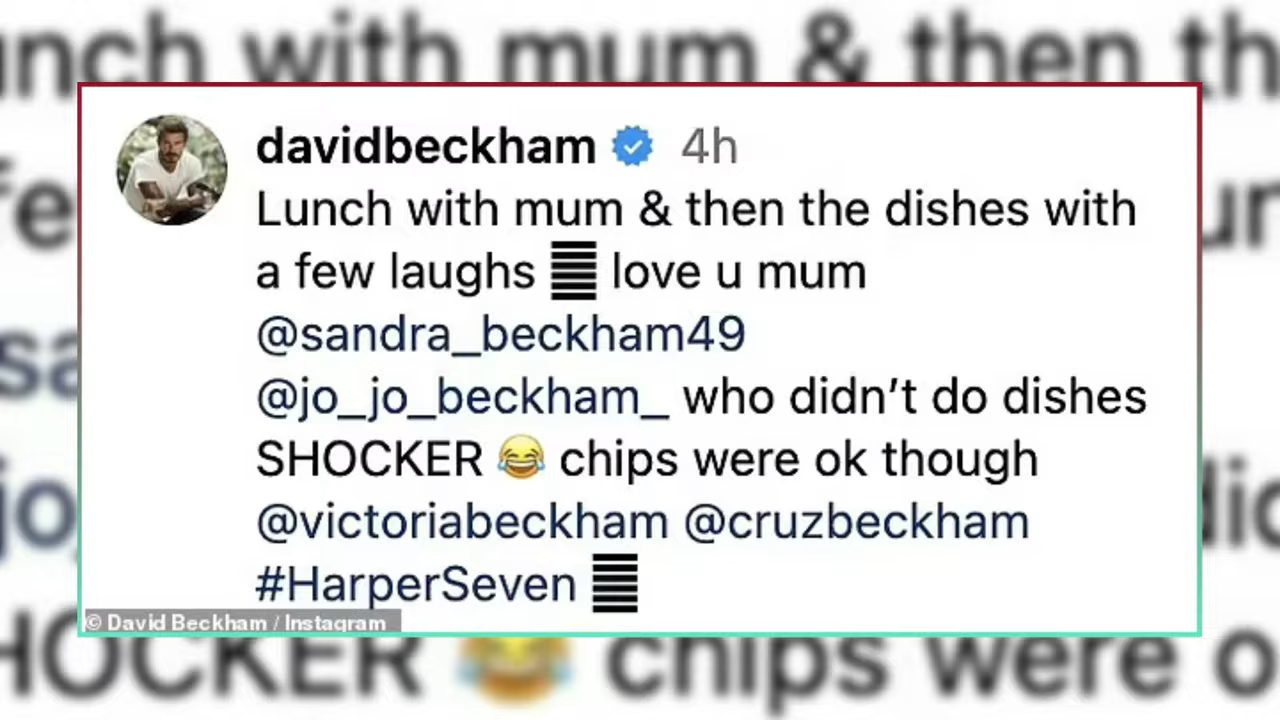 davidbeckham 4h
Lunch with mum & then the dishes with
a few laughs love u mum
@sandra_beckham49
@jo_jo_beckham_ who didn’t do dishes
SHOCKER 😂 chips were ok though
@victoriabeckham @cruzbeckham
#HarperSeven
© David Beckham / Instagram